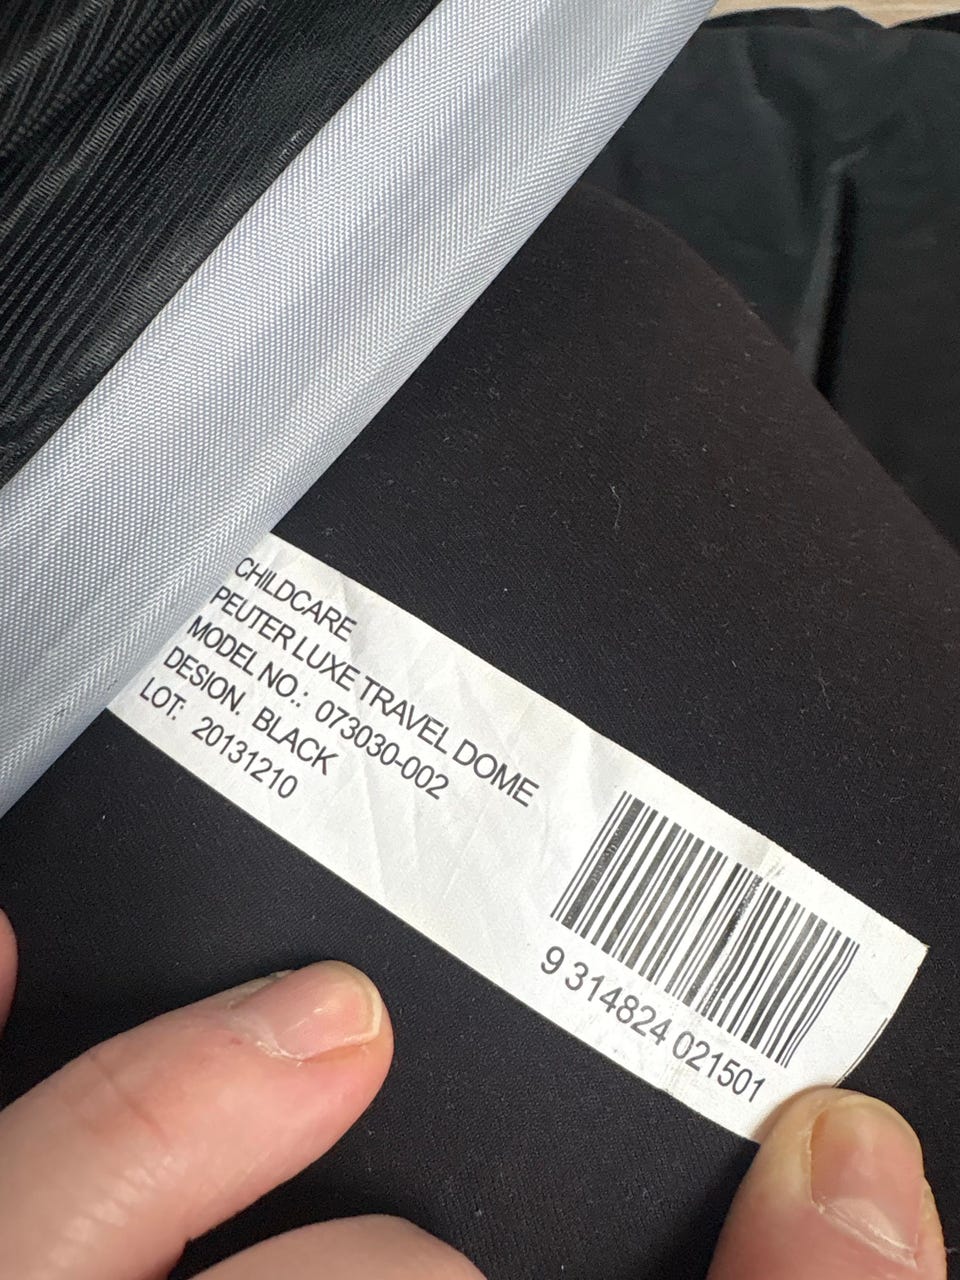 CHILDCARE
PEUTER LUXE TRAVEL DOME
MODEL NO.: 073030-002
DESION. BLACK
LOT: 20131210
9 314824 021501